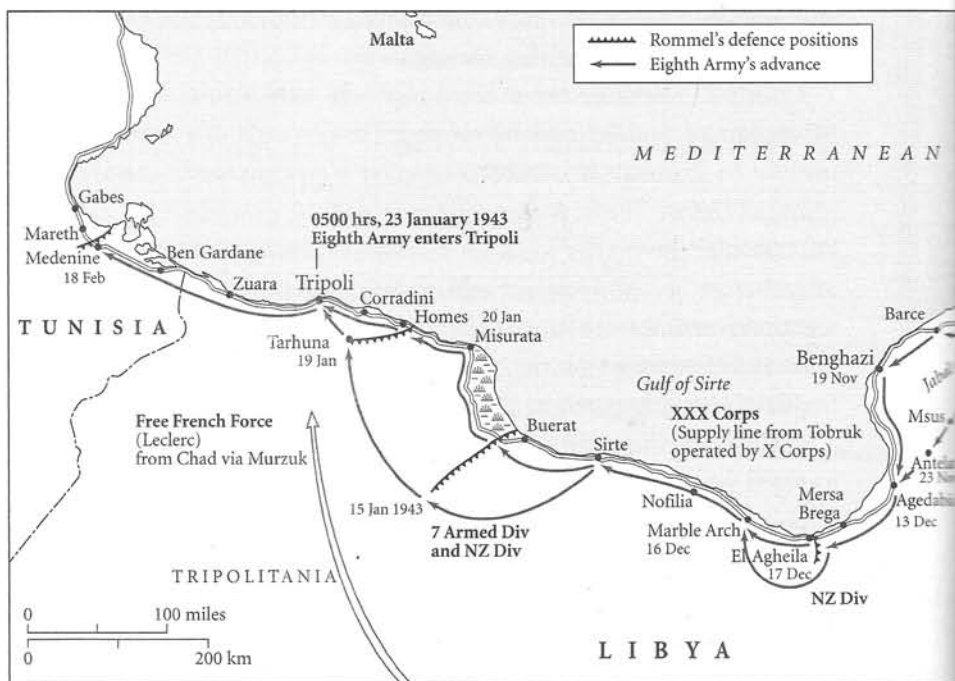 Malta
Rommel's defence positions
Eighth Army's advance
MEDITERRANEAN
Gabes
Mareth
Medenine
18 Feb
Ben Gardane
0500 hrs, 23 January 1943
Eighth Army enters Tripoli
Zuara
Tripoli
Corradini
Homes
20 Jan
Misurata
TUNISIA
Tarhuna
19 Jan
Barce
Benghazi
19 Nov
Gulf of Sirte
XXX Corps
(Supply line from Tobruk
operated by X Corps)
Msus
Free French Force
(Leclerc)
from Chad via Murzuk
Buerat
Sirte
23
15 Jan 1943
Nofilia
Mersa
Brega
13 Dec
7 Armed Div
and NZ Div
Marble Arch
16 Dec
El Agheila
17 Dec
NZ Div
TRIPOLITANIA
0 100 miles
0 200 km
LIBYA